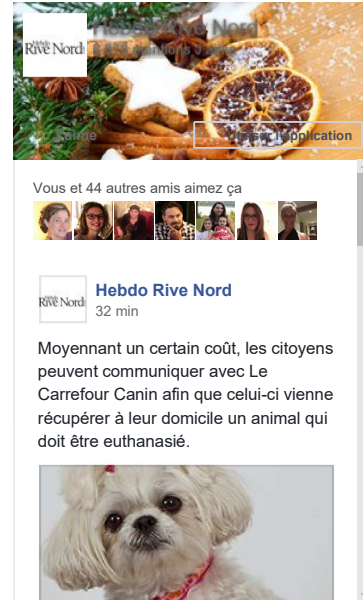 Hebdo
Rive Nord
Hebdo Rive Nord
l'application
Vous et 44 autres amis aimez ça
Hebdo
Rive Nord
Hebdo Rive Nord
32 min
Moyennant un certain coût, les citoyens
peuvent communiquer avec Le
Carrefour Canin afin que celui-ci vienne
récupérer à leur domicile un animal qui
doit être euthanasié.